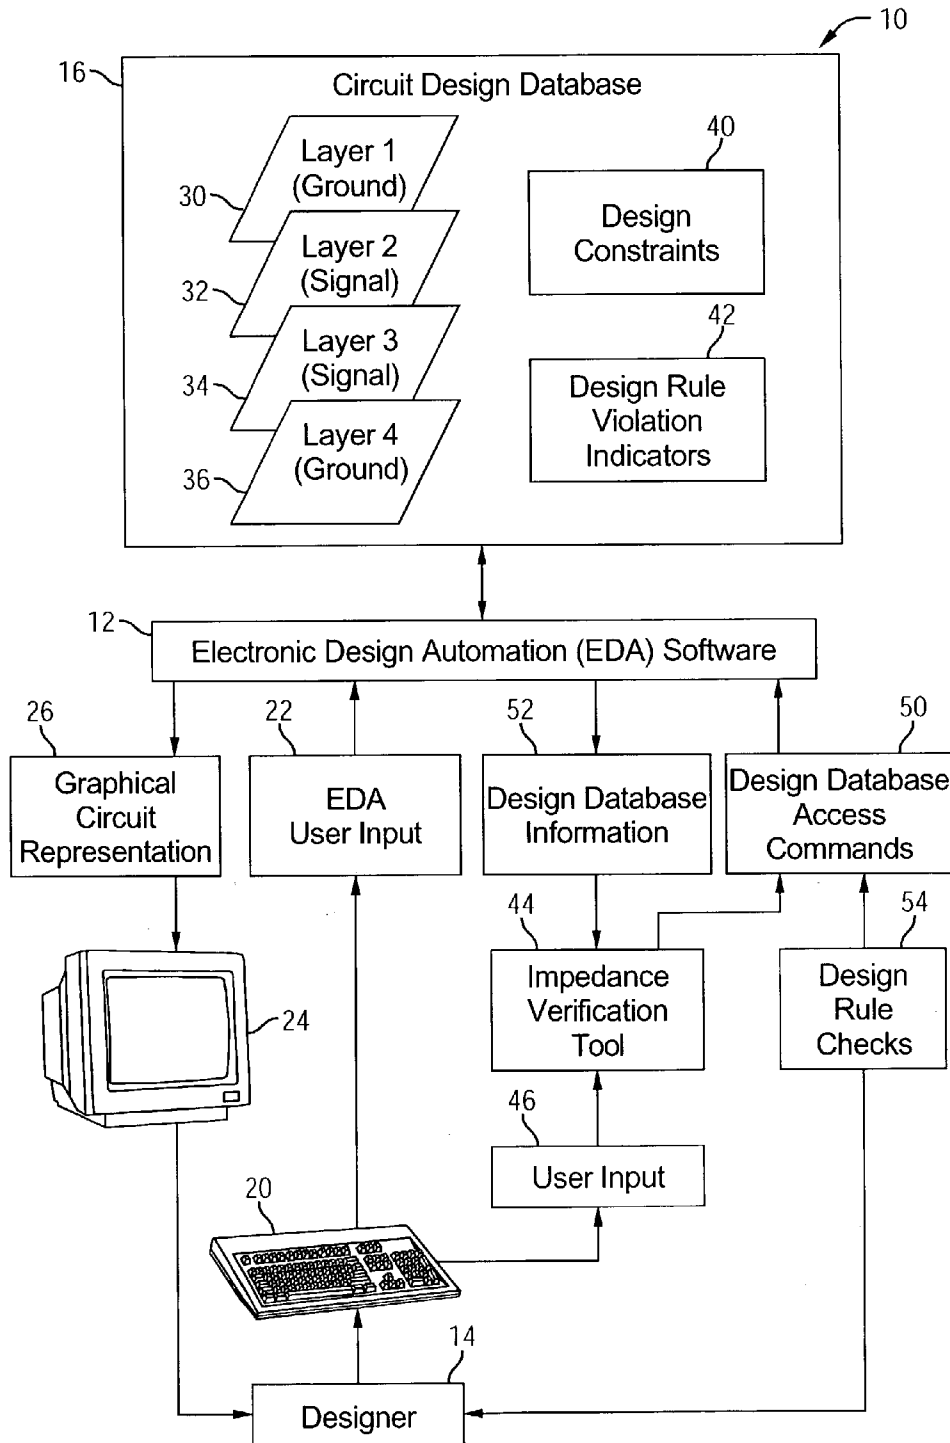 10
16
Circuit Design Database
Layer 1
(Ground)
30
Layer 2
(Signal)
32
Layer 3
(Signal)
34
Layer 4
(Ground)
36
40
Design
Constraints
42
Design Rule
Violation
Indicators
12
Electronic Design Automation (EDA) Software
26
Graphical
Circuit
Representation
22
EDA
User Input
52
Design Database
Information
50
Design Database
Access
Commands
24
44
Impedance
Verification
Tool
54
Design
Rule
Checks
46
User Input
20
14
Designer